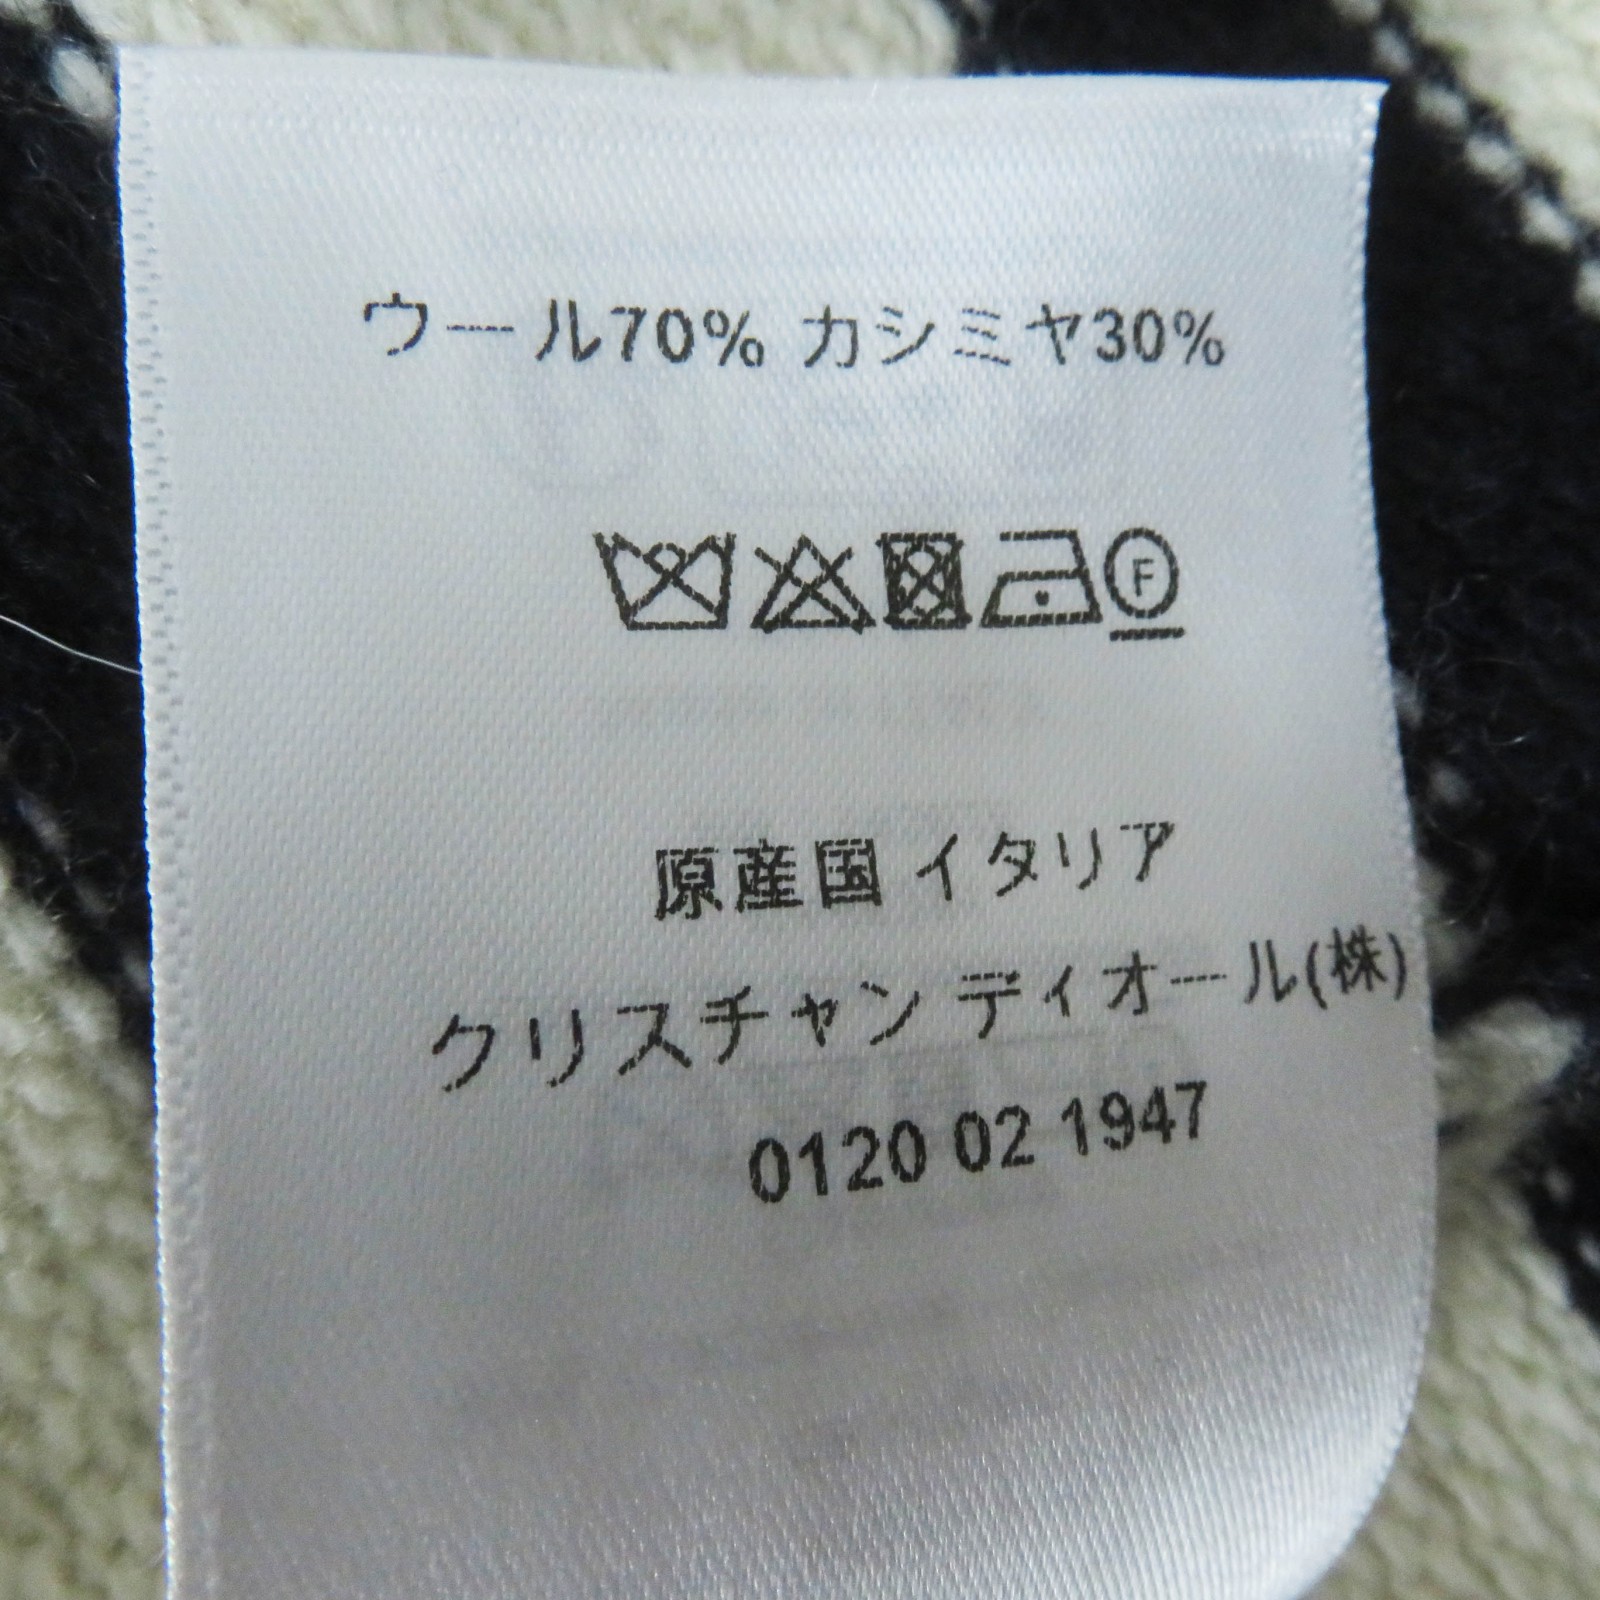 ウール70% カシミヤ30%
F
原産国 イタリア
クリスチャン ディオール(株)
0120 02 1947